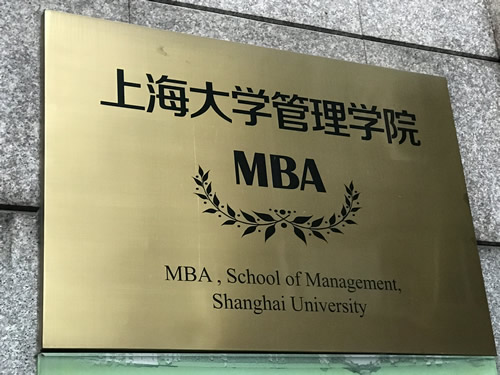 上海大学管理学院
MBA
MBA , School of Management,
Shanghai University